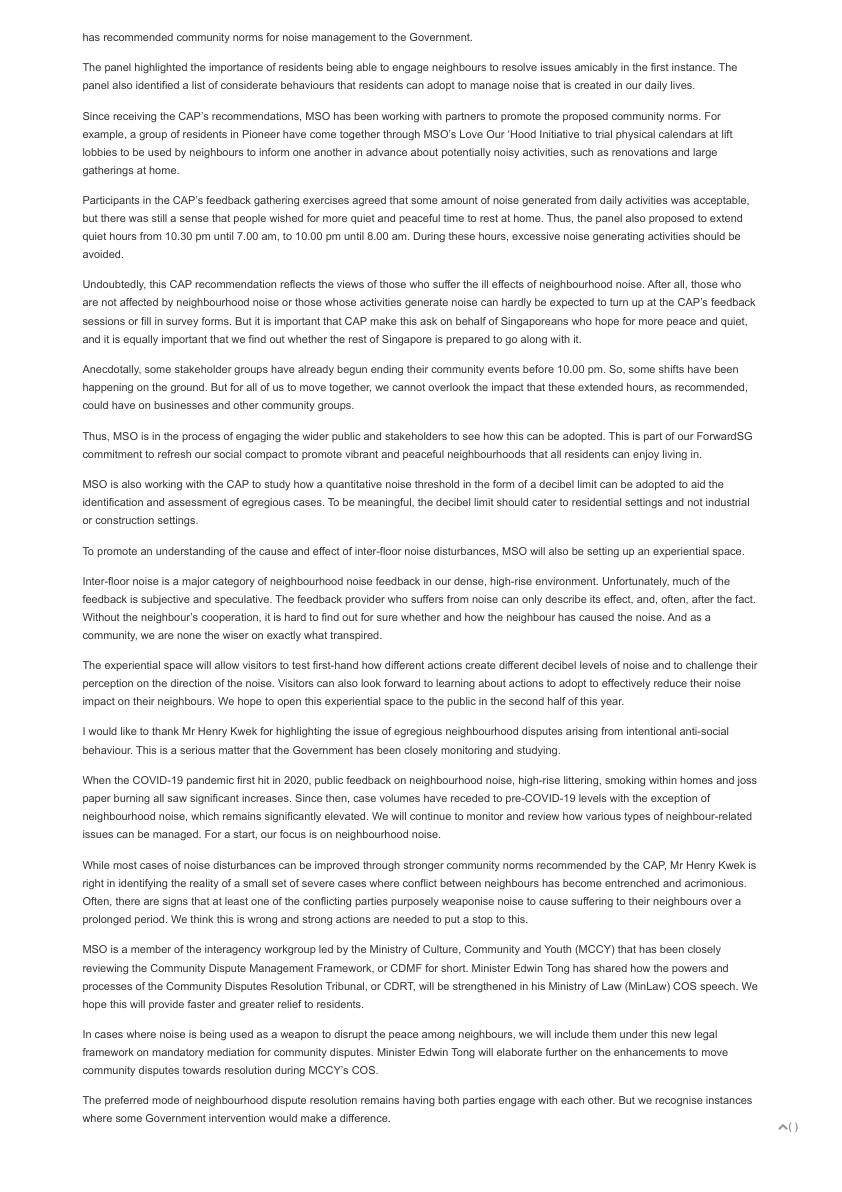 has recommended community norms for noise management to the Government.
The panel highlighted the importance of residents being able to engage neighbours to resolve issues amicably in the first instance. The
panel also identified a list of considerate behaviours that residents can adopt to manage noise that is created in our daily lives.
Since receiving the CAP's recommendations, MSO has been working with partners to promote the proposed community norms. For
example, a group of residents in Pioneer have come together through MSO's Love Our ‘Hood Initiative to trial physical calendars at lift
lobbies to be used by neighbours to inform one another in advance about potentially noisy activities, such as renovations and large
gatherings at home.
Participants in the CAP's feedback gathering exercises agreed that some amount of noise generated from daily activities was acceptable,
but there was still a sense that people wished for more quiet and peaceful time to rest at home. Thus, the panel also proposed to extend
quiet hours from 10.30 pm until 7.00 am, to 10.00 pm until 8.00 am. During these hours, excessive noise generating activities should be
avoided.
Undoubtedly, this CAP recommendation reflects the views of those who suffer the ill effects of neighbourhood noise. After all, those who
are not affected by neighbourhood noise or those whose activities generate noise can hardly be expected to turn up at the CAP's feedback
sessions or fill in survey forms. But it is important that CAP make this ask on behalf of Singaporeans who hope for more peace and quiet,
and it is equally important that we find out whether the rest of Singapore is prepared to go along with it.
Anecdotally, some stakeholder groups have already begun ending their community events before 10.00 pm. So, some shifts have been
happening on the ground. But for all of us to move together, we cannot overlook the impact that these extended hours, as recommended,
could have on businesses and other community groups.
Thus, MSO is in the process of engaging the wider public and stakeholders to see how this can be adopted. This is part of our ForwardSG
commitment to refresh our social compact to promote vibrant and peaceful neighbourhoods that all residents can enjoy living in.
MSO is also working with the CAP to study how a quantitative noise threshold in the form of a decibel limit can be adopted to aid the
identification and assessment of egregious cases. To be meaningful, the decibel limit should cater to residential settings and not industrial
or construction settings.
To promote an understanding of the cause and effect of inter-floor noise disturbances, MSO will also be setting up an experiential space.
Inter-floor noise is a major category of neighbourhood noise feedback in our dense, high-rise environment. Unfortunately, much of the
feedback is subjective and speculative. The feedback provider who suffers from noise can only describe its effect, and, often, after the fact.
Without the neighbour's cooperation, it is hard to find out for sure whether and how the neighbour has caused the noise. And as a
community, we are none the wiser on exactly what transpired.
The experiential space will allow visitors to test first-hand how different actions create different decibel levels of noise and to challenge their
perception on the direction of the noise. Visitors can also look forward to learning about actions to adopt to effectively reduce their noise
impact on their neighbours. We hope to open this experiential space to the public in the second half of this year.
I would like to thank Mr Henry Kwek for highlighting the issue of egregious neighbourhood disputes arising from intentional anti-social
behaviour. This is a serious matter that the Government has been closely monitoring and studying.
When the COVID-19 pandemic first hit in 2020, public feedback on neighbourhood noise, high-rise littering, smoking within homes and joss
paper burning all saw significant increases. Since then, case volumes have receded to pre-COVID-19 levels with the exception of
neighbourhood noise, which remains significantly elevated. We will continue to monitor and review how various types of neighbour-related
issues can be managed. For a start, our focus is on neighbourhood noise.
While most cases of noise disturbances can be improved through stronger community norms recommended by the CAP, Mr Henry Kwek is
right in identifying the reality of a small set of severe cases where conflict between neighbours has become entrenched and acrimonious.
Often, there are signs that at least one of the conflicting parties purposely weaponise noise to cause suffering to their neighbours over a
prolonged period. We think this is wrong and strong actions are needed to put a stop to this.
MSO is a member of the interagency workgroup led by the Ministry of Culture, Community and Youth (MCCY) that has been closely
reviewing the Community Dispute Management Framework, or CDMF for short. Minister Edwin Tong has shared how the powers and
processes of the Community Disputes Resolution Tribunal, or CDRT, will be strengthened in his Ministry of Law (MinLaw) COS speech. We
hope this will provide faster and greater relief to residents.
In cases where noise is being used as a weapon to disrupt the peace among neighbours, we will include them under this new legal
framework on mandatory mediation for community disputes. Minister Edwin Tong will elaborate further on the enhancements to move
community disputes towards resolution during MCCY's COS.
The preferred mode of neighbourhood dispute resolution remains having both parties engage with each other. But we recognise instances
where some Government intervention would make a difference.
( )